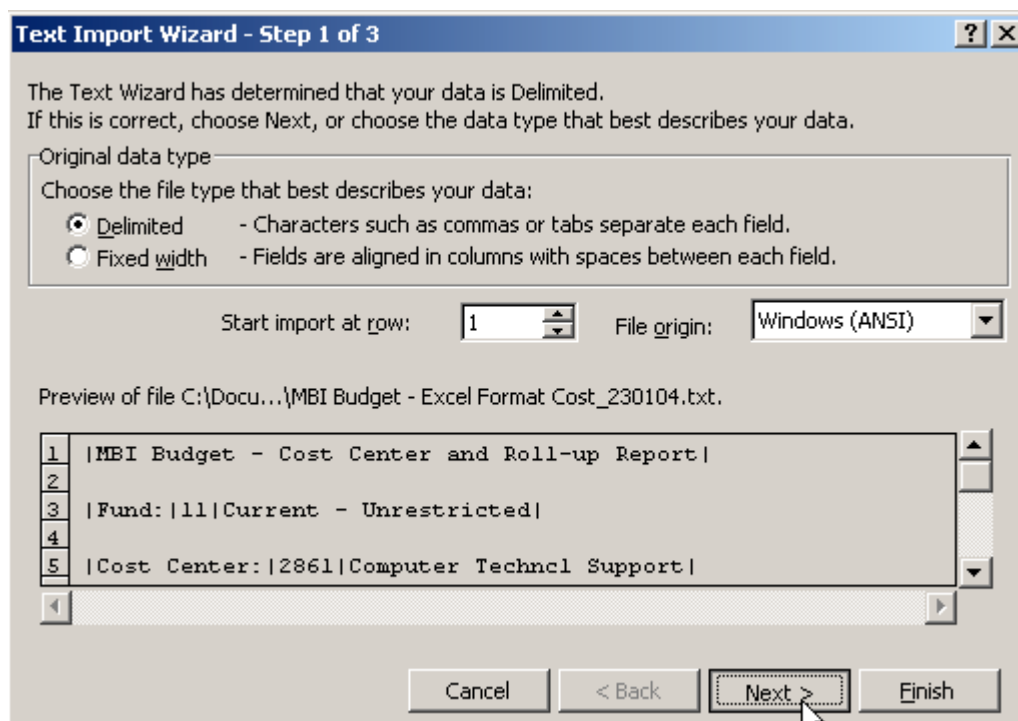 Text Import Wizard - Step 1 of 3
The Text Wizard has determined that your data is Delimited.
If this is correct, choose Next, or choose the data type that best describes your data.
Original data type
Choose the file type that best describes your data:
Delimited - Characters such as commas or tabs separate each field.
Fixed width - Fields are aligned in columns with spaces between each field.
Start import at row: 1 File origin: Windows (ANSI)
Preview of file C:\Docu...\MBI Budget - Excel Format Cost_230104.txt.
1 |MBI Budget - Cost Center and Roll-up Report|
2
3 |Fund:|11|Current - Unrestricted|
4
5 |Cost Center:|2861|Computer Techncl Support|
Cancel < Back Next > Finish